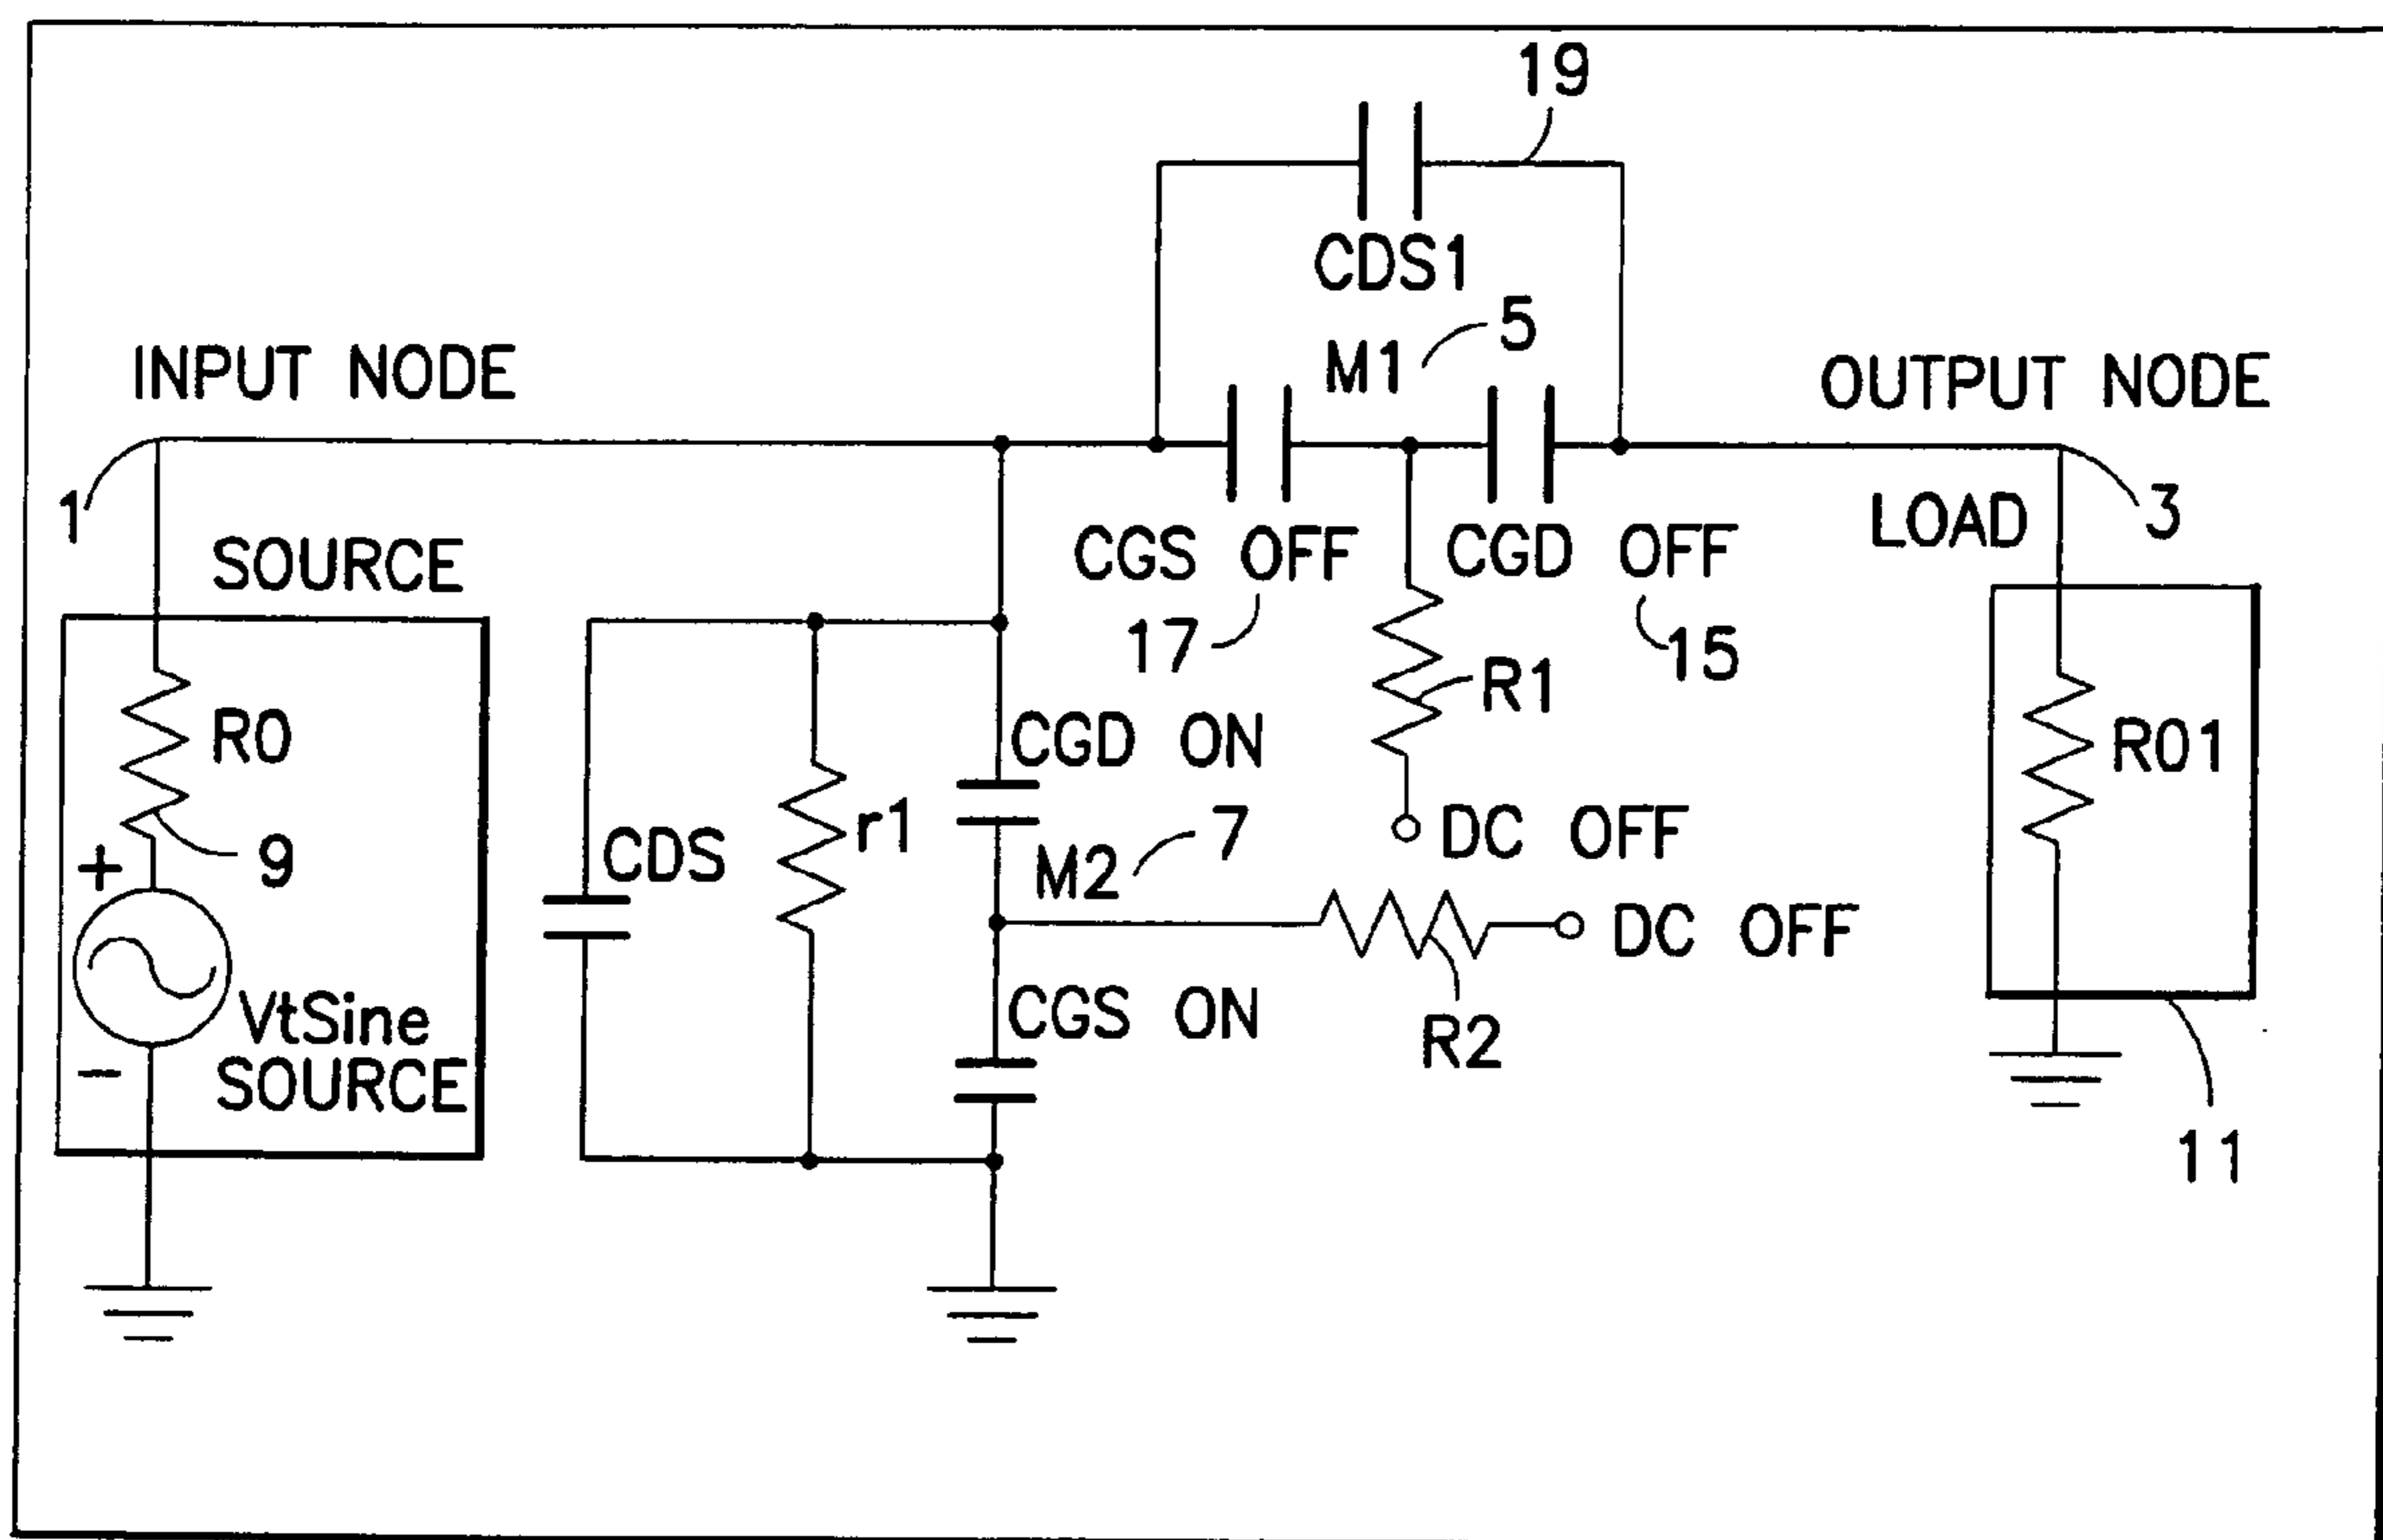 19
CDS1
M1
5
INPUT NODE
OUTPUT NODE
1
3
SOURCE
CGS OFF
CGD OFF
LOAD
17
15
R1
R0
CGD ON
R01
9
CDS
r1
M2
7
DC OFF
+
DC OFF
VtSine
SOURCE
-
CGS ON
R2
11